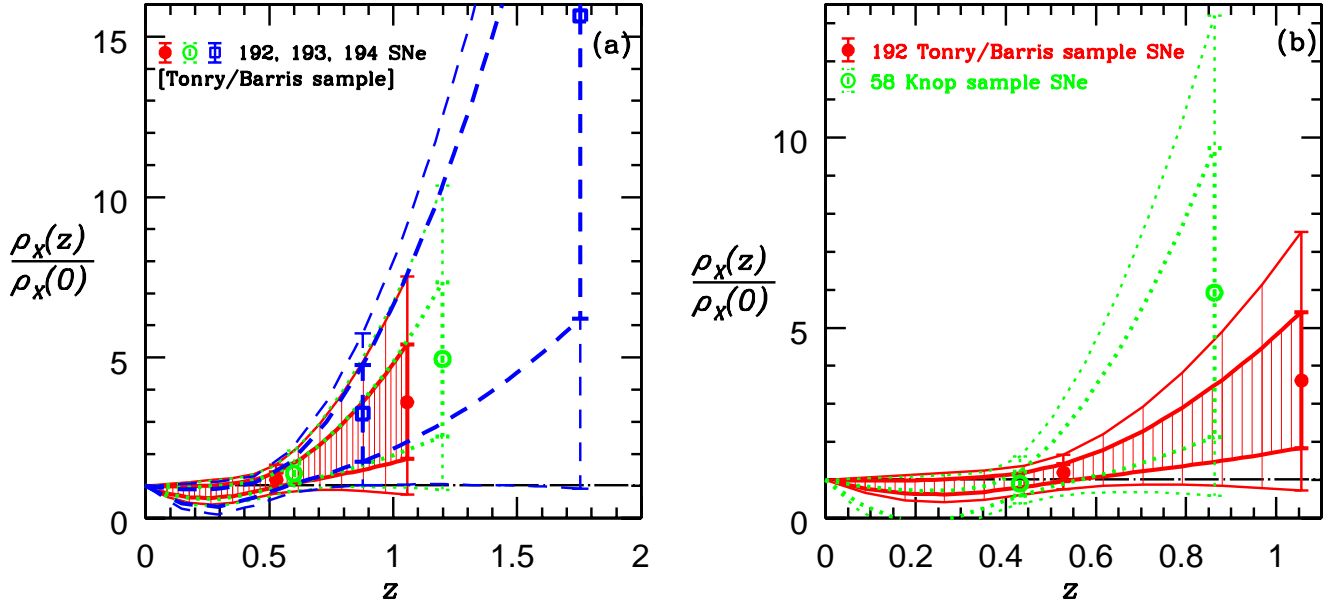 (a)
192, 193, 194 SNe
[Tonry/Barris sample]
15
10
5
0
ρX(z)
ρX(0)
0 0.5 1 1.5 2
z
(b)
192 Tonry/Barris sample SNe
58 Knop sample SNe
10
5
0
ρX(z)
ρX(0)
0 0.2 0.4 0.6 0.8 1
z